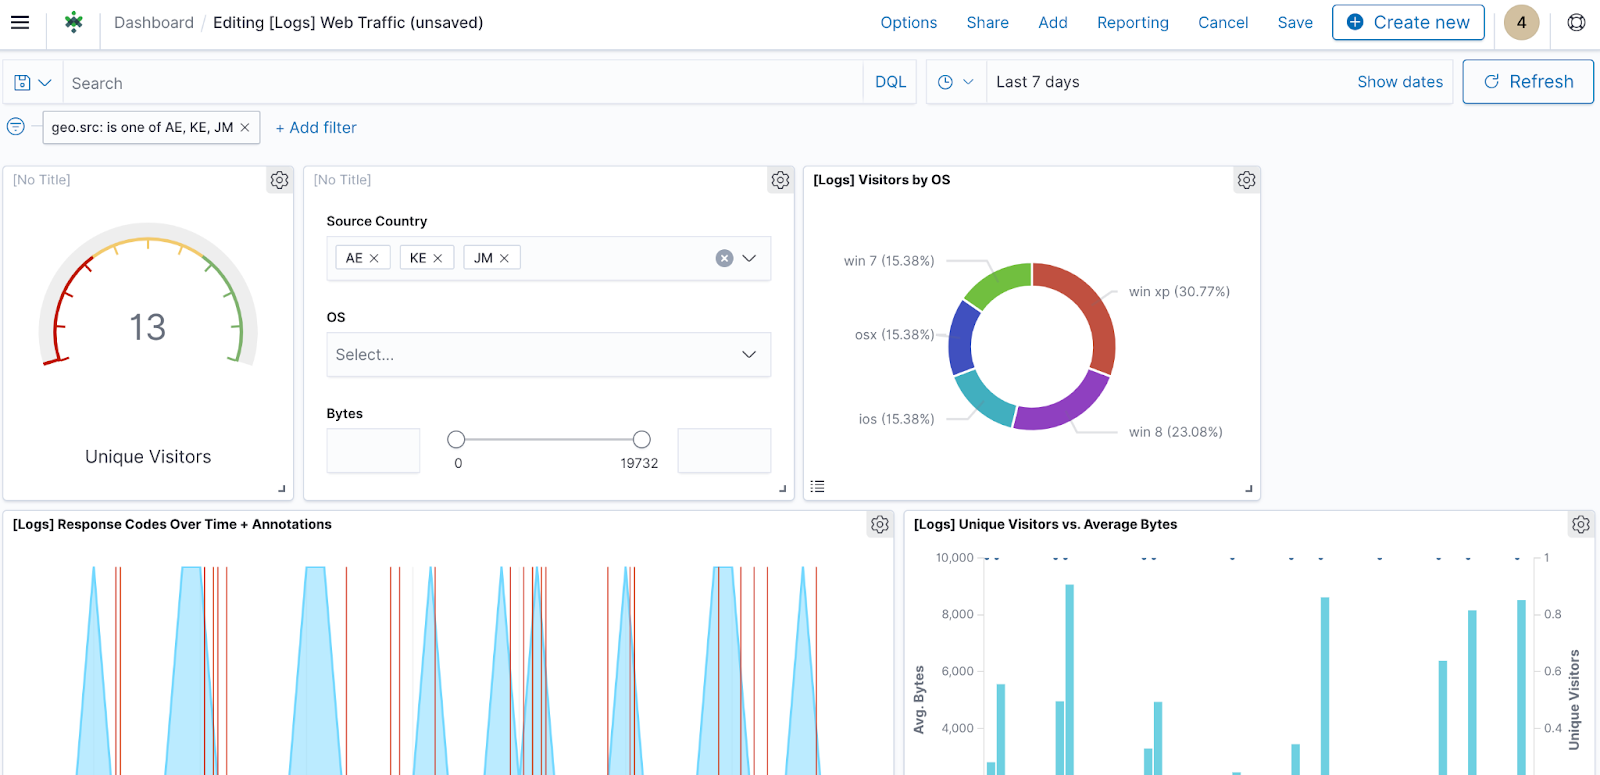 Dashboard / Editing [Logs] Web Traffic (unsaved)
Options Share Add Reporting Cancel Save Create new 4
Search DQL Last 7 days Show dates Refresh
geo.src: is one of AE, KE, JM × + Add filter
[No Title]
13
Unique Visitors
[No Title]
Source Country
AE × KE × JM ×
OS
Select...
Bytes
0 19732
[Logs] Visitors by OS
win 7 (15.38%)
win xp (30.77%)
osx (15.38%)
ios (15.38%)
win 8 (23.08%)
[Logs] Response Codes Over Time + Annotations
[Logs] Unique Visitors vs. Average Bytes
10,000
8,000
6,000
4,000
Avg. Bytes
1
0.8
0.6
0.4
Unique Visitors